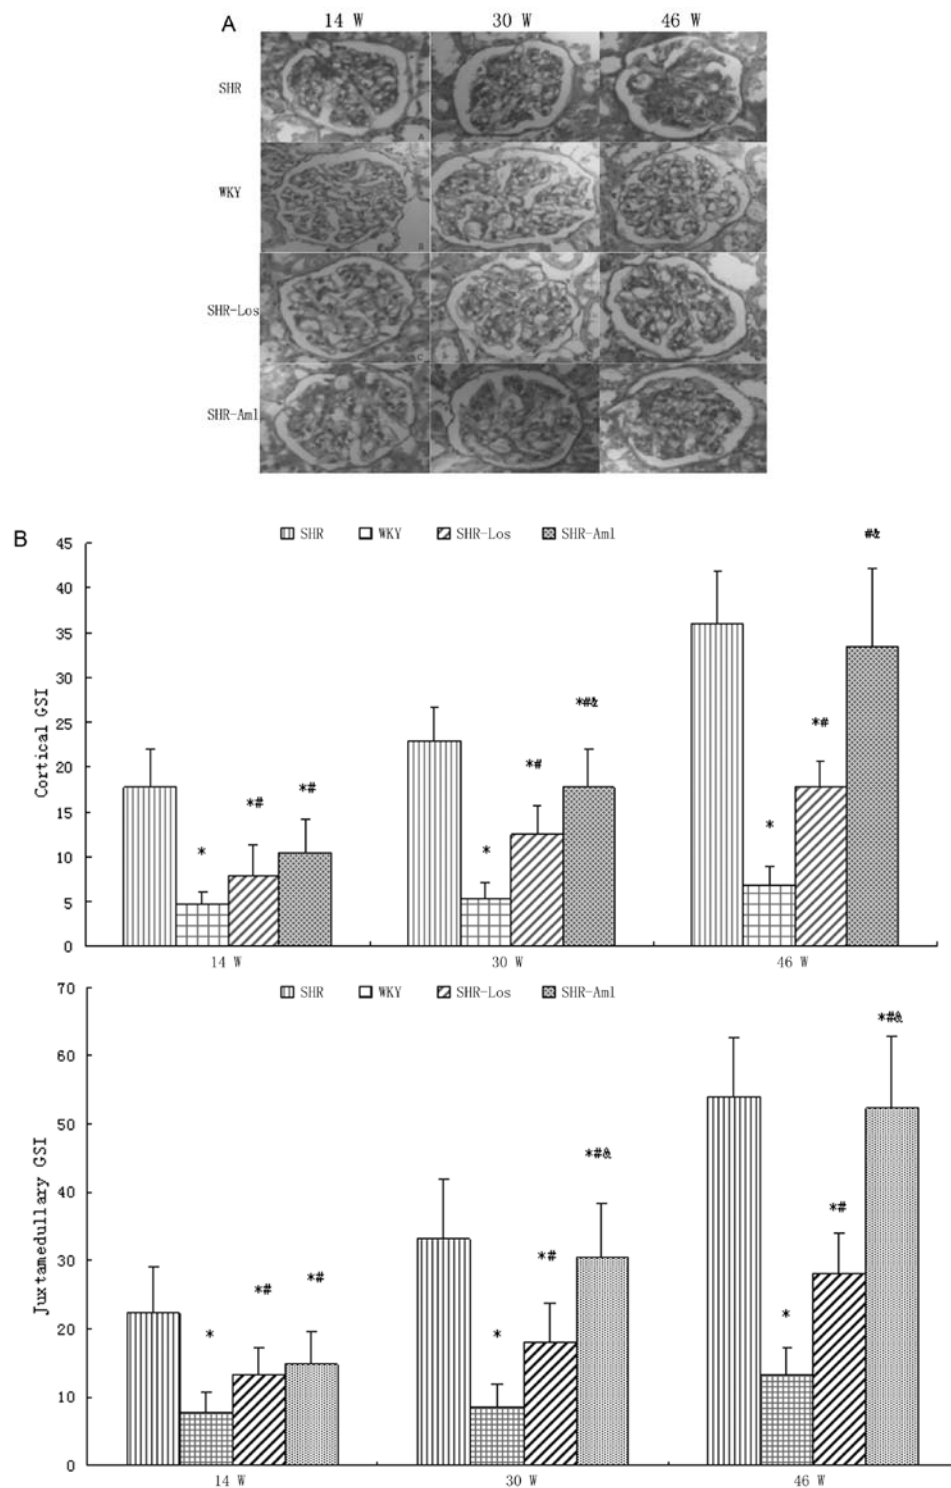 A
14 W 30 W 46 W
SHR
A
WKY
B
SHR-Los
C
SHR-Aml
B
SHR WKY SHR-Los SHR-Aml
45
40
35
30
25
20
15
10
5
0
Cortical GSI
*
*#
*#
*
*#
*#&
*
*#
#&
14 W 30 W 46 W
SHR WKY SHR-Los SHR-Aml
70
60
50
40
30
20
10
0
Juxtamedullary GSI
*
*#
*#
*
*#
*#&
*
*#
*#&
14 W 30 W 46 W